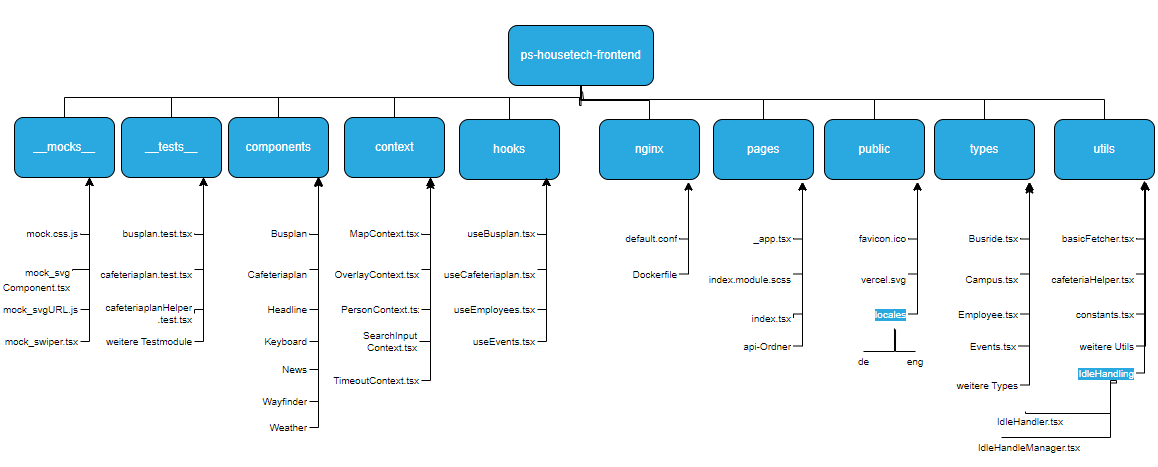 ps-housetech-frontend
__mocks__
__tests__
components
context
hooks
nginx
pages
public
types
utils
mock.css.js
mock_svg
Component.tsx
mock_svgURL.js
mock_swiper.tsx
busplan.test.tsx
cafeteriaplan.test.tsx
cafeteriaplanHelper
.test.tsx
weitere Testmodule
Busplan
Cafeteriaplan
Headline
Keyboard
News
Wayfinder
Weather
MapContext.tsx
OverlayContext.tsx
PersonContext.ts
SearchInput
Context.tsx
TimeoutContext.tsx
useBusplan.tsx
useCafeteriaplan.tsx
useEmployees.tsx
useEvents.tsx
default.conf
Dockerfile
_app.tsx
index.module.scss
index.tsx
api-Ordner
favicon.ico
vercel.svg
locales
de
eng
Busride.tsx
Campus.tsx
Employee.tsx
Events.tsx
weitere Types
basicFetcher.tsx
cafeteriaHelper.tsx
constants.tsx
weitere Utils
IdleHandling
IdleHandler.tsx
IdleHandleManager.tsx